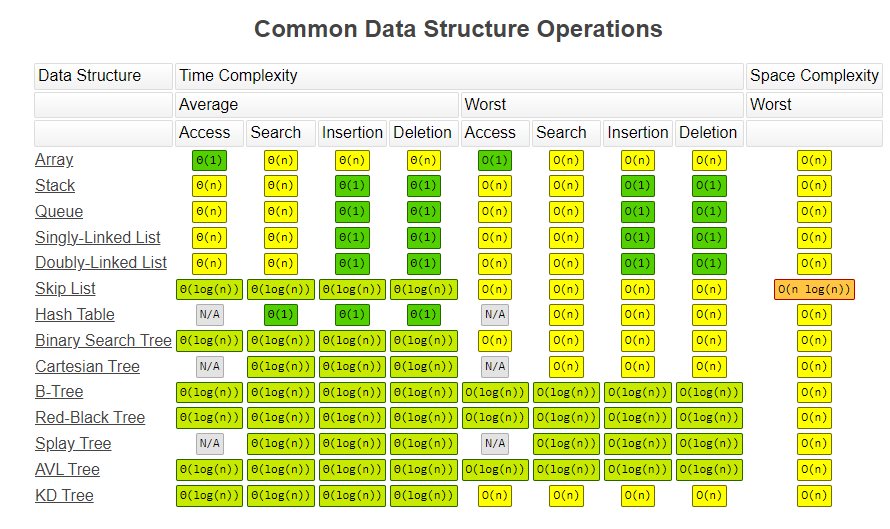 Common Data Structure Operations
Data Structure Time Complexity Space Complexity
Average Worst Worst
Access Search Insertion Deletion Access Search Insertion Deletion
Array Θ(1) Θ(n) Θ(n) Θ(n) O(1) O(n) O(n) O(n) O(n)
Stack Θ(n) Θ(n) Θ(1) Θ(1) O(n) O(n) O(1) O(1) O(n)
Queue Θ(n) Θ(n) Θ(1) Θ(1) O(n) O(n) O(1) O(1) O(n)
Singly-Linked List Θ(n) Θ(n) Θ(1) Θ(1) O(n) O(n) O(1) O(1) O(n)
Doubly-Linked List Θ(n) Θ(n) Θ(1) Θ(1) O(n) O(n) O(1) O(1) O(n)
Skip List Θ(log(n)) Θ(log(n)) Θ(log(n)) Θ(log(n)) O(n) O(n) O(n) O(n) O(n log(n))
Hash Table N/A Θ(1) Θ(1) Θ(1) N/A O(n) O(n) O(n) O(n)
Binary Search Tree Θ(log(n)) Θ(log(n)) Θ(log(n)) Θ(log(n)) O(n) O(n) O(n) O(n) O(n)
Cartesian Tree N/A Θ(log(n)) Θ(log(n)) Θ(log(n)) N/A O(n) O(n) O(n) O(n)
B-Tree Θ(log(n)) Θ(log(n)) Θ(log(n)) Θ(log(n)) O(log(n)) O(log(n)) O(log(n)) O(log(n)) O(n)
Red-Black Tree Θ(log(n)) Θ(log(n)) Θ(log(n)) Θ(log(n)) O(log(n)) O(log(n)) O(log(n)) O(log(n)) O(n)
Splay Tree N/A Θ(log(n)) Θ(log(n)) Θ(log(n)) N/A O(log(n)) O(log(n)) O(log(n)) O(n)
AVL Tree Θ(log(n)) Θ(log(n)) Θ(log(n)) Θ(log(n)) O(log(n)) O(log(n)) O(log(n)) O(log(n)) O(n)
KD Tree Θ(log(n)) Θ(log(n)) Θ(log(n)) Θ(log(n)) O(n) O(n) O(n) O(n) O(n)